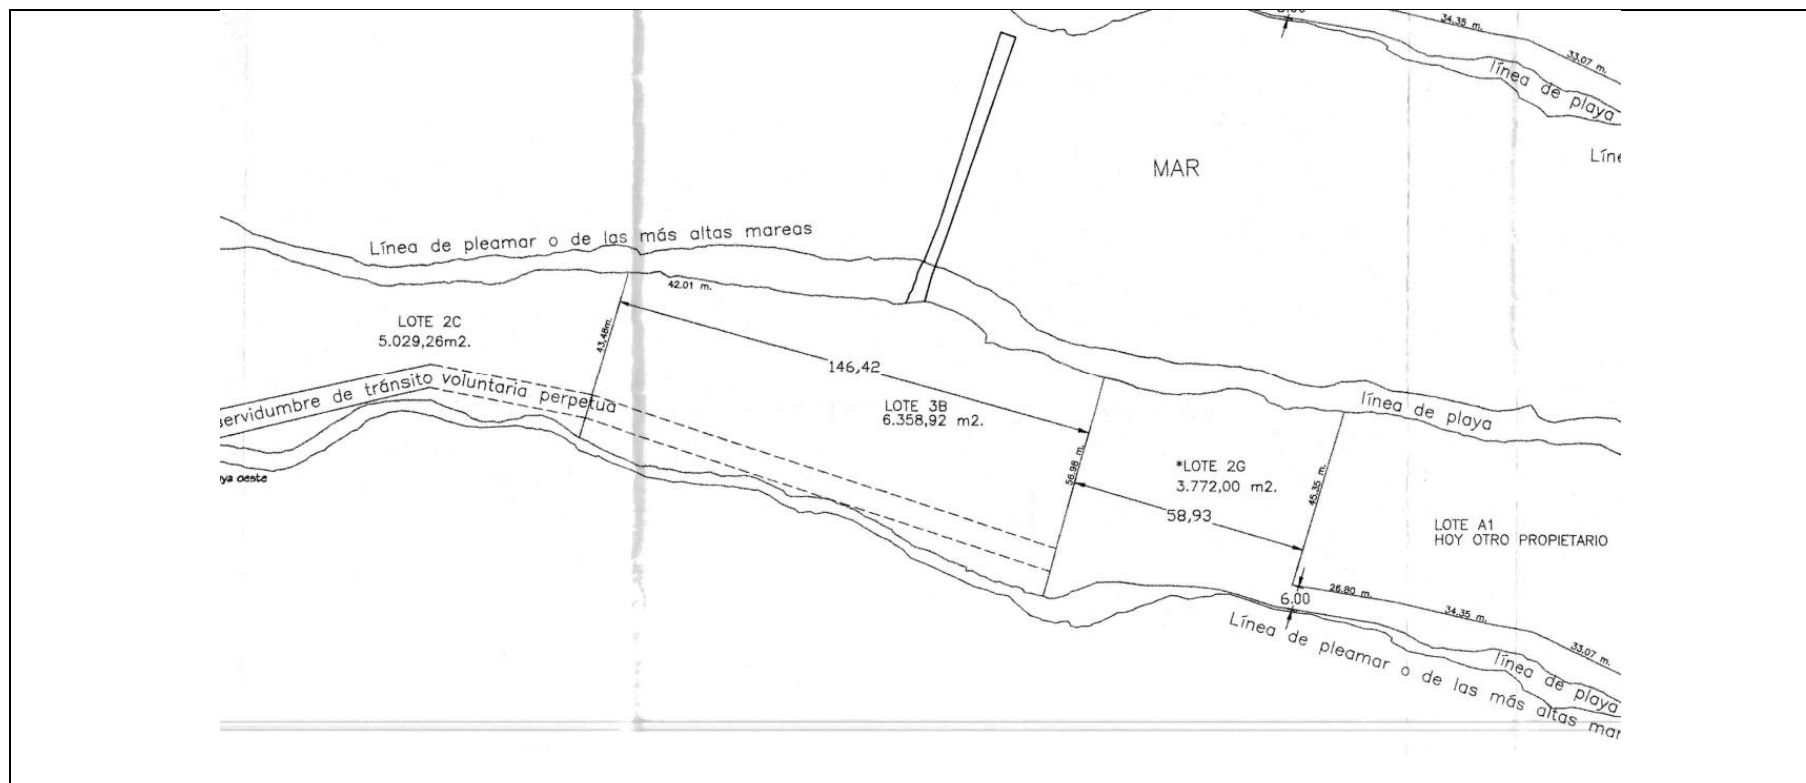 6.00
34.35 m.
33.07 m.
línea de playa
Líne
MAR
Línea de pleamar o de las más altas mareas
42.01 m.
LOTE 2C
5.029,26m2.
43,48m.
146,42
servidumbre de tránsito voluntaria perpetua
LOTE 3B
6.358,92 m2.
línea de playa
ya oeste
56.98 m.
*LOTE 2G
3.772,00 m2.
45.35 m.
58,93
LOTE A1
HOY OTRO PROPIETARIO
6.00
26.80 m.
34.35 m.
33.07 m.
Línea de pleamar o de las más altas mar
línea de playa